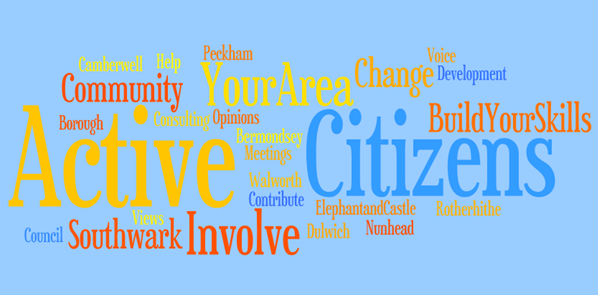 Peckham
Voice
Camberwell
Help
YourArea
Change
Development
Community
Active
Citizens
BuildYourSkills
Borough
Consulting
Opinions
Bermondsey
Meetings
Walworth
Contribute
ElephantandCastle
Rotherhithe
Views
Council
Southwark
Involve
Dulwich
Nunhead